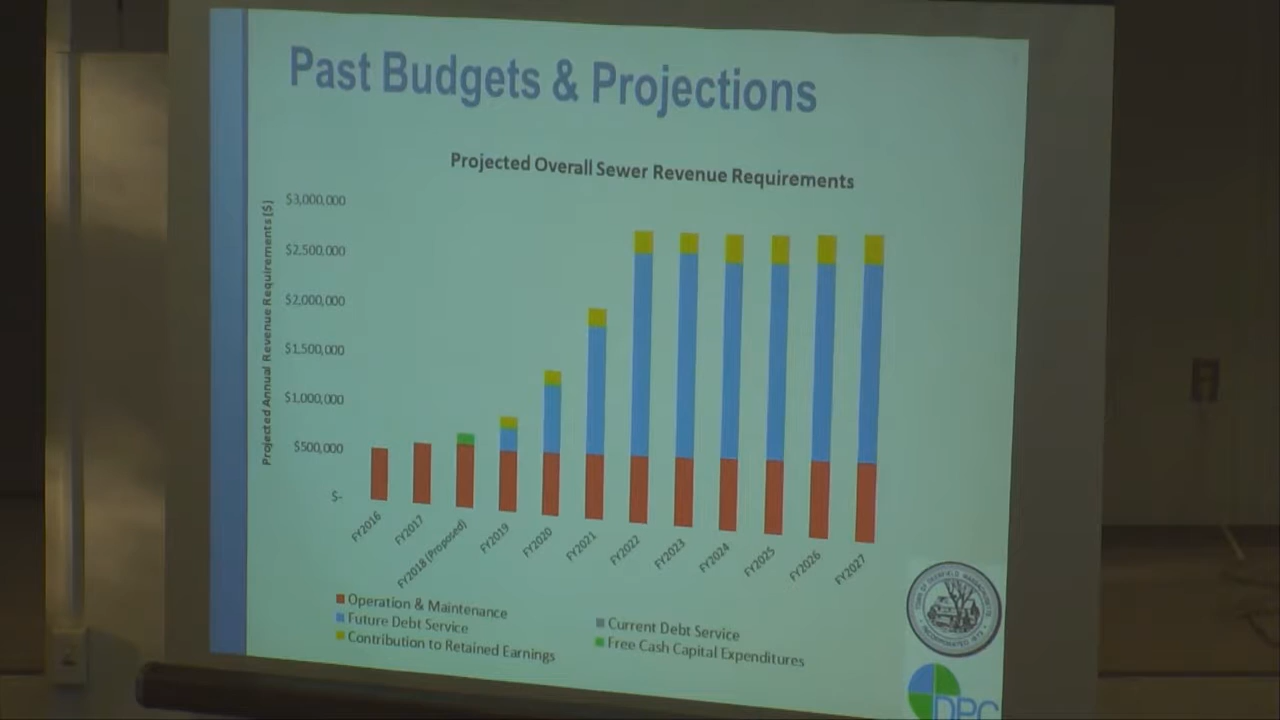 Past Budgets & Projections
Projected Overall Sewer Revenue Requirements
Projected Annual Revenue Requirements ($)
$3,000,000
$2,500,000
$2,000,000
$1,500,000
$1,000,000
$500,000
$-
FY2016
FY2017
FY2018 (Proposed)
FY2019
FY2020
FY2021
FY2022
FY2023
FY2024
FY2025
FY2026
FY2027
Operation & Maintenance
Current Debt Service
Future Debt Service
Free Cash Capital Expenditures
Contribution to Retained Earnings
DPC